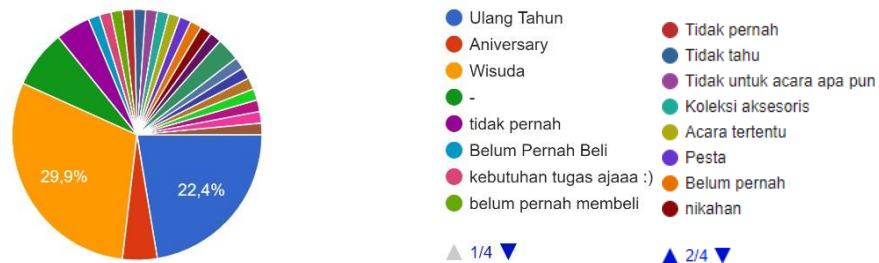 29,9%
22,4%
Ulang Tahun
Aniversary
Wisuda
-
tidak pernah
Belum Pernah Beli
kebutuhan tugas ajaaa :)
belum pernah membeli
1/4
Tidak pernah
Tidak tahu
Tidak untuk acara apa pun
Koleksi aksesoris
Acara tertentu
Pesta
Belum pernah
nikahan
2/4